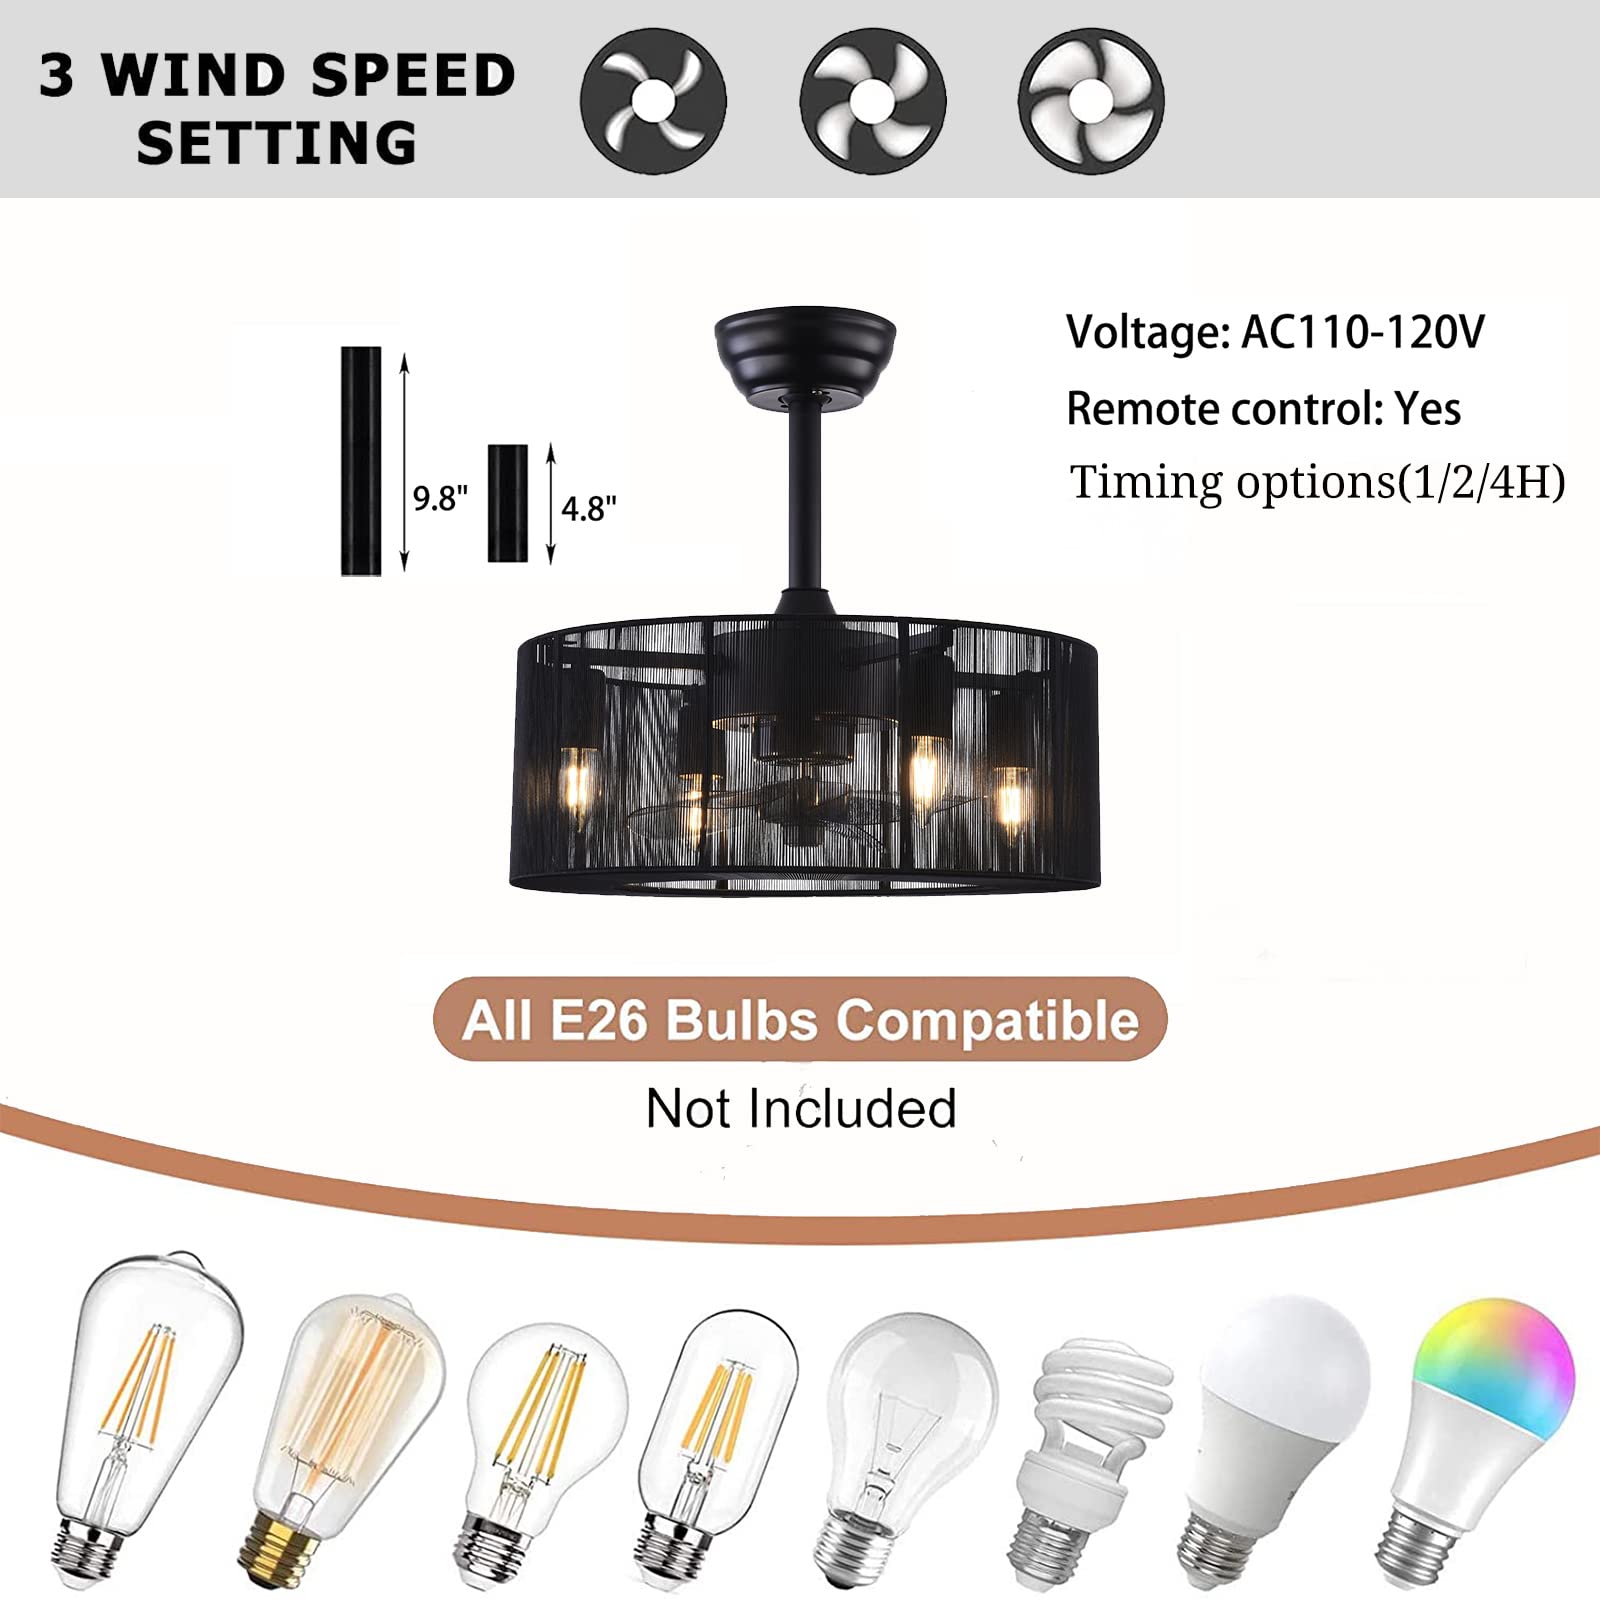 3 WIND SPEED
SETTING
Voltage: AC110-120V
Remote control: Yes
Timing options(1/2/4H)
9.8"
4.8"
All E26 Bulbs Compatible
Not Included